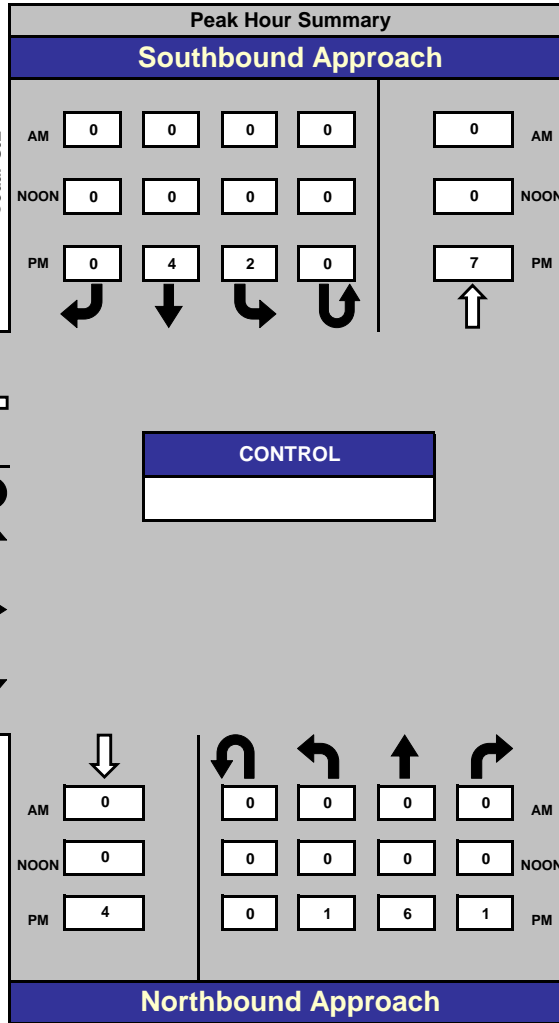 Peak Hour Summary
Southbound Approach
AM 0 0 0 0 0 AM
NOON 0 0 0 0 0 NOON
PM 0 4 2 0 7 PM
CONTROL
AM 0 0 0 0 0 AM
NOON 0 0 0 0 0 NOON
PM 4 0 1 6 1 PM
Northbound Approach